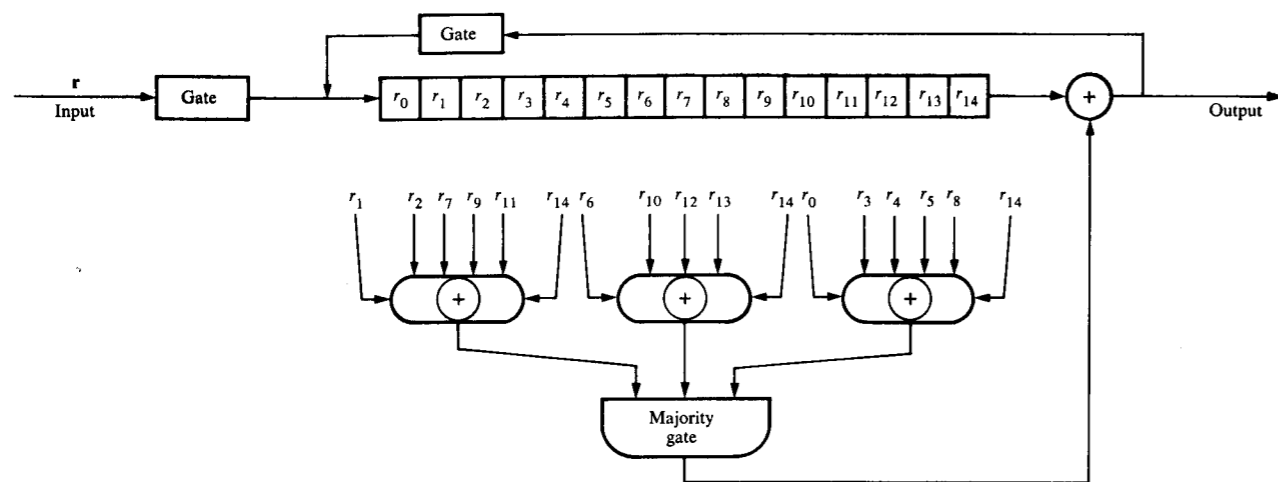 Gate
r
Input
Gate
r0 r1 r2 r3 r4 r5 r6 r7 r8 r9 r10 r11 r12 r13 r14
+
Output
r1 r2 r7 r9 r11 r14 r6 r10 r12 r13 r14 r0 r3 r4 r5 r8 r14
+ + +
Majority
gate